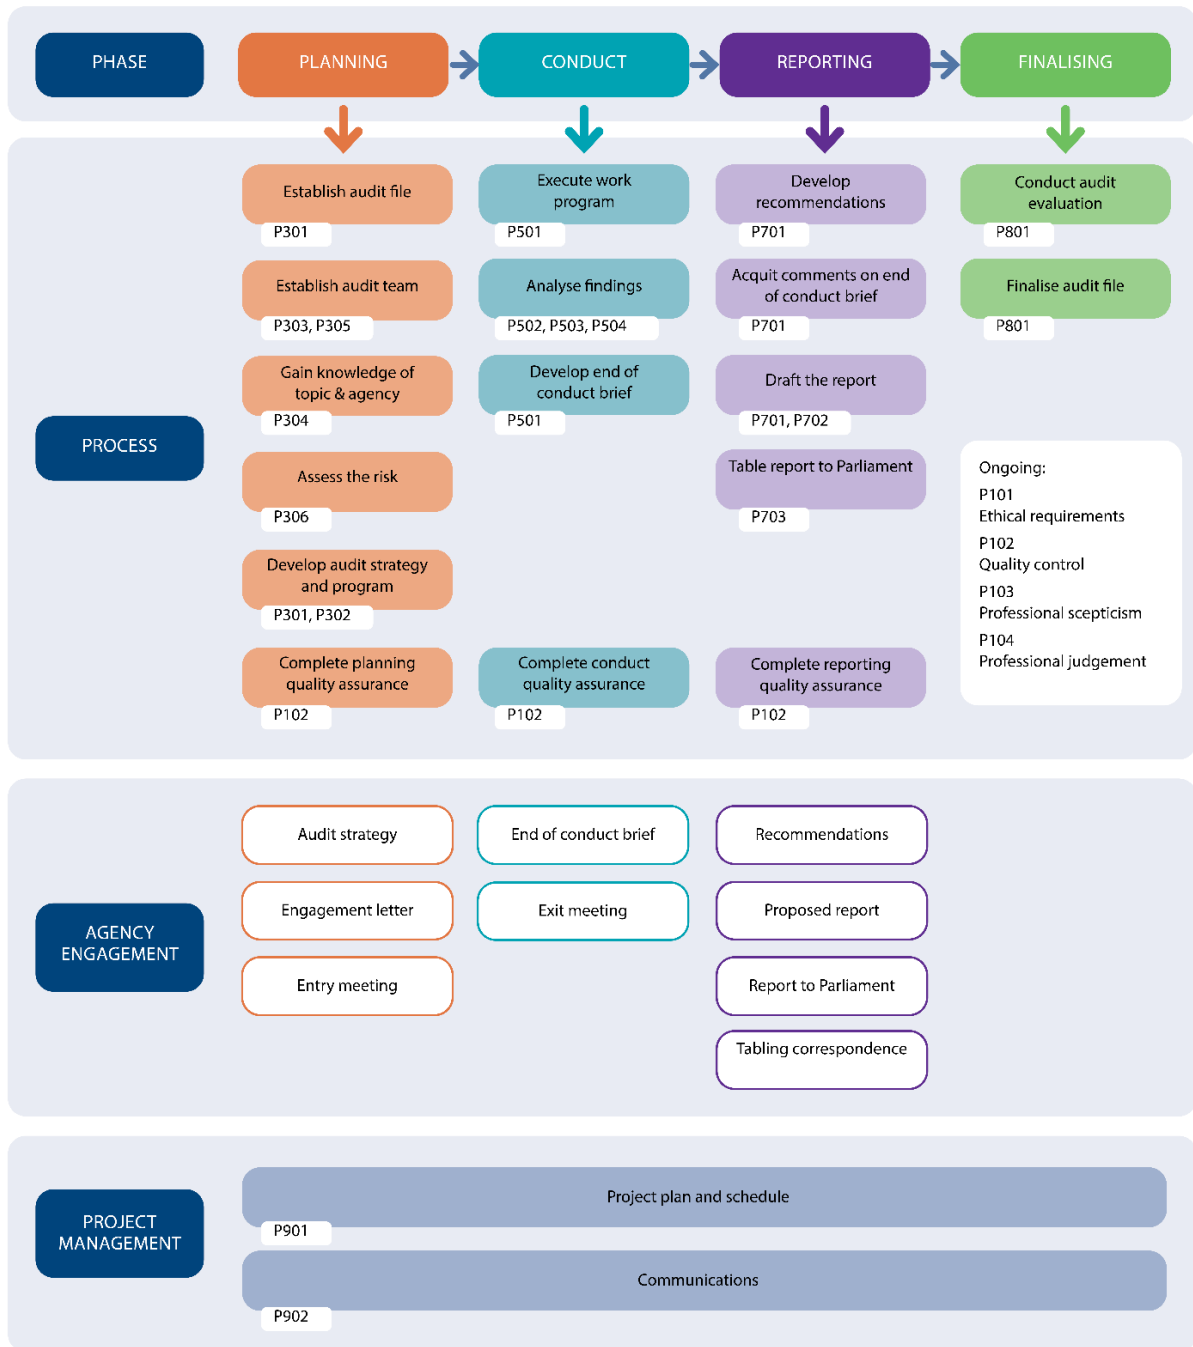 PHASE
PLANNING
CONDUCT
REPORTING
FINALISING
PROCESS
Establish audit file
P301
Establish audit team
P303, P305
Gain knowledge of
topic & agency
P304
Assess the risk
P306
Develop audit strategy
and program
P301, P302
Complete planning
quality assurance
P102
Execute work
program
P501
Analyse findings
P502, P503, P504
Develop end of
conduct brief
P501
Complete conduct
quality assurance
P102
Develop
recommendations
P701
Acquit comments on end
of conduct brief
P701
Draft the report
P701, P702
Table report to Parliament
P703
Complete reporting
quality assurance
P102
Conduct audit
evaluation
P801
Finalise audit file
P801
Ongoing:
P101
Ethical requirements
P102
Quality control
P103
Professional scepticism
P104
Professional judgement
AGENCY
ENGAGEMENT
Audit strategy
Engagement letter
Entry meeting
End of conduct brief
Exit meeting
Recommendations
Proposed report
Report to Parliament
Tabling correspondence
PROJECT
MANAGEMENT
Project plan and schedule
P901
Communications
P902